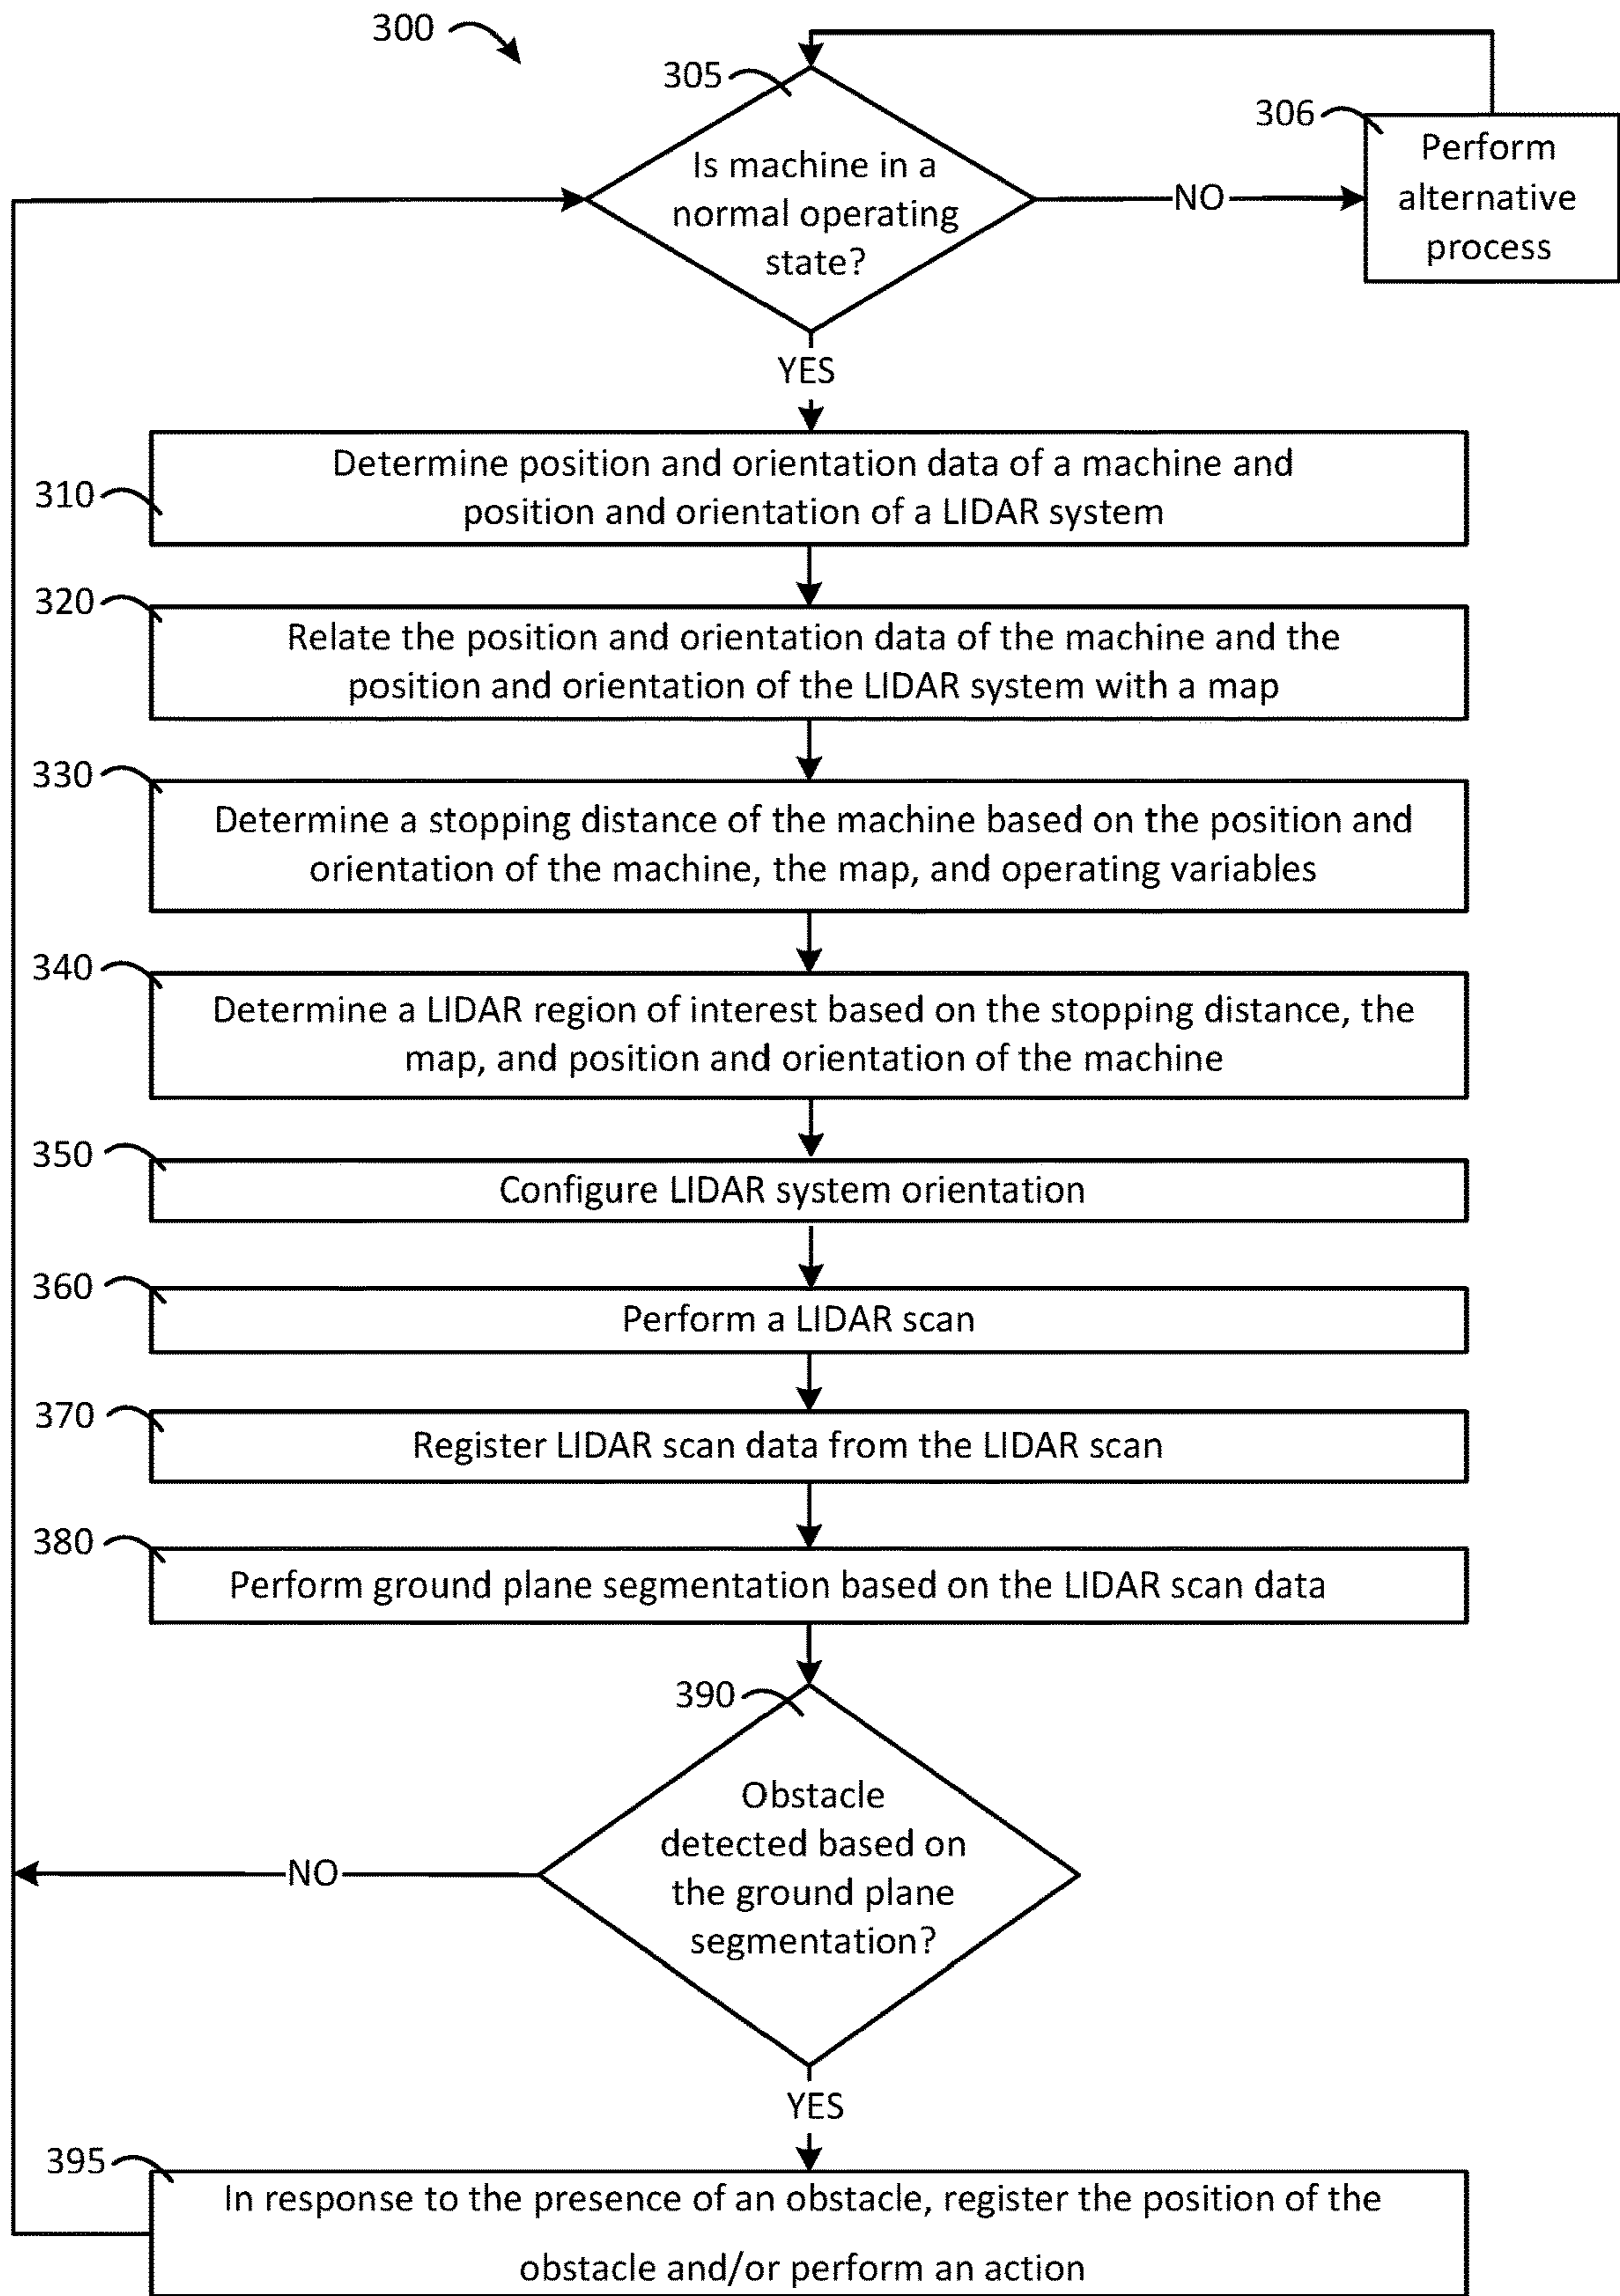 300
305
Is machine in a
normal operating
state?
NO
306
Perform
alternative
process
YES
310
Determine position and orientation data of a machine and
position and orientation of a LIDAR system
320
Relate the position and orientation data of the machine and the
position and orientation of the LIDAR system with a map
330
Determine a stopping distance of the machine based on the position and
orientation of the machine, the map, and operating variables
340
Determine a LIDAR region of interest based on the stopping distance, the
map, and position and orientation of the machine
350
Configure LIDAR system orientation
360
Perform a LIDAR scan
370
Register LIDAR scan data from the LIDAR scan
380
Perform ground plane segmentation based on the LIDAR scan data
390
Obstacle
detected based on
the ground plane
segmentation?
NO
YES
395
In response to the presence of an obstacle, register the position of the
obstacle and/or perform an action